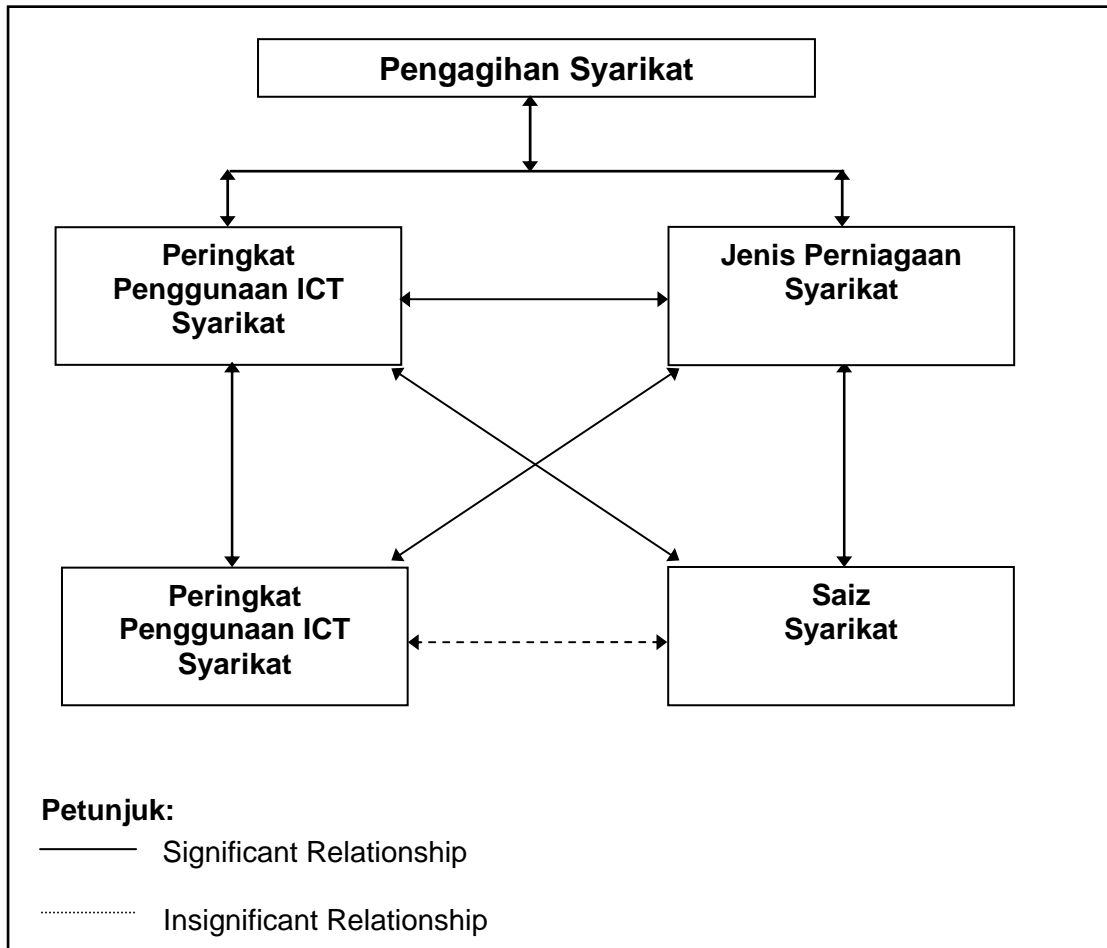 Pengagihan Syarikat
Peringkat
Penggunaan ICT
Syarikat
Jenis Perniagaan
Syarikat
Peringkat
Penggunaan ICT
Syarikat
Saiz
Syarikat
Petunjuk:
Significant Relationship
Insignificant Relationship